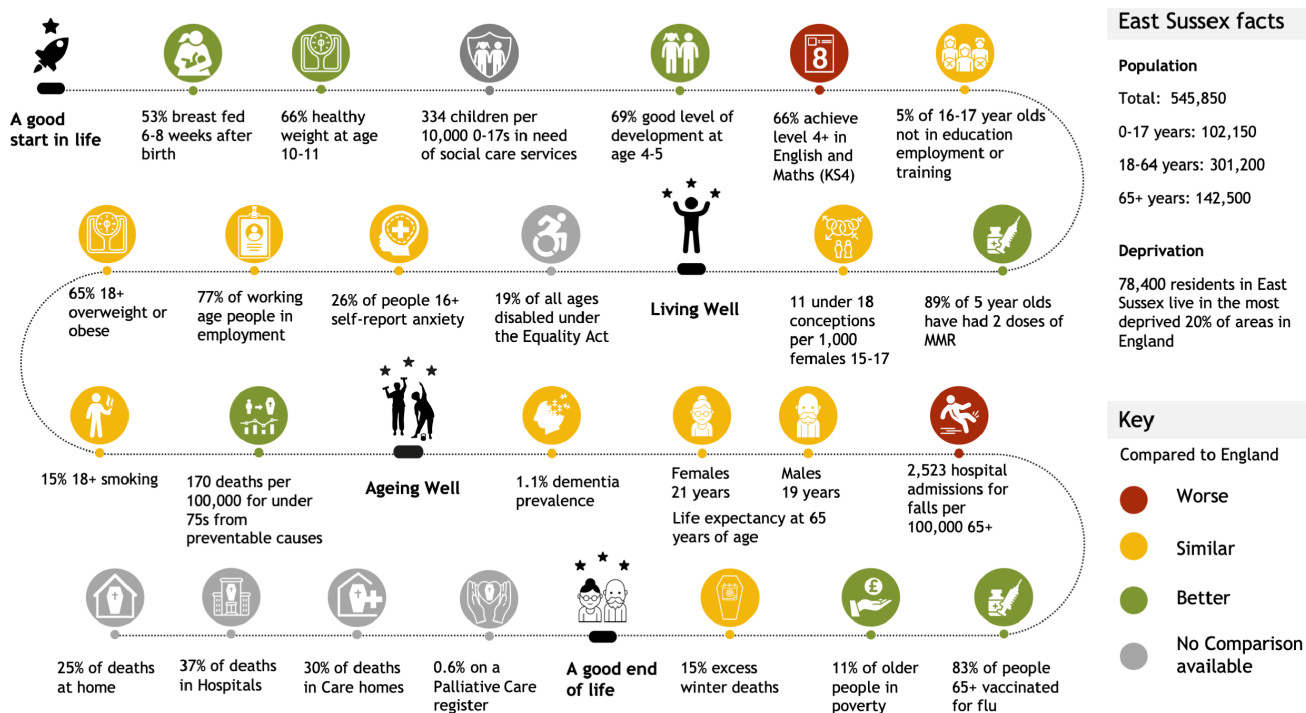 A good
start in life
53% breast fed
6-8 weeks after
birth
66% healthy
weight at age
10-11
334 children per
10,000 0-17s in need
of social care services
69% good level of
development at
age 4-5
8
66% achieve
level 4+ in
English and
Maths (KS4)
5% of 16-17 year olds
not in education
employment or
training
65% 18+
overweight or
obese
77% of working
age people in
employment
26% of people 16+
self-report anxiety
19% of all ages
disabled under
the Equality Act
Living Well
11 under 18
conceptions
per 1,000
females 15-17
89% of 5 year olds
have had 2 doses of
MMR
15% 18+ smoking
170 deaths per
100,000 for under
75s from
preventable causes
Ageing Well
1.1% dementia
prevalence
Females
21 years
Males
19 years
Life expectancy at 65
years of age
2,523 hospital
admissions for
falls per
100,000 65+
25% of deaths
at home
37% of deaths
in Hospitals
30% of deaths
in Care homes
0.6% on a
Palliative Care
register
A good end
of life
15% excess
winter deaths
£
11% of older
people in
poverty
83% of people
65+ vaccinated
for flu
East Sussex facts
Population
Total: 545,850
0-17 years: 102,150
18-64 years: 301,200
65+ years: 142,500
Deprivation
78,400 residents in East
Sussex live in the most
deprived 20% of areas in
England
Key
Compared to England
Worse
Similar
Better
No Comparison
available